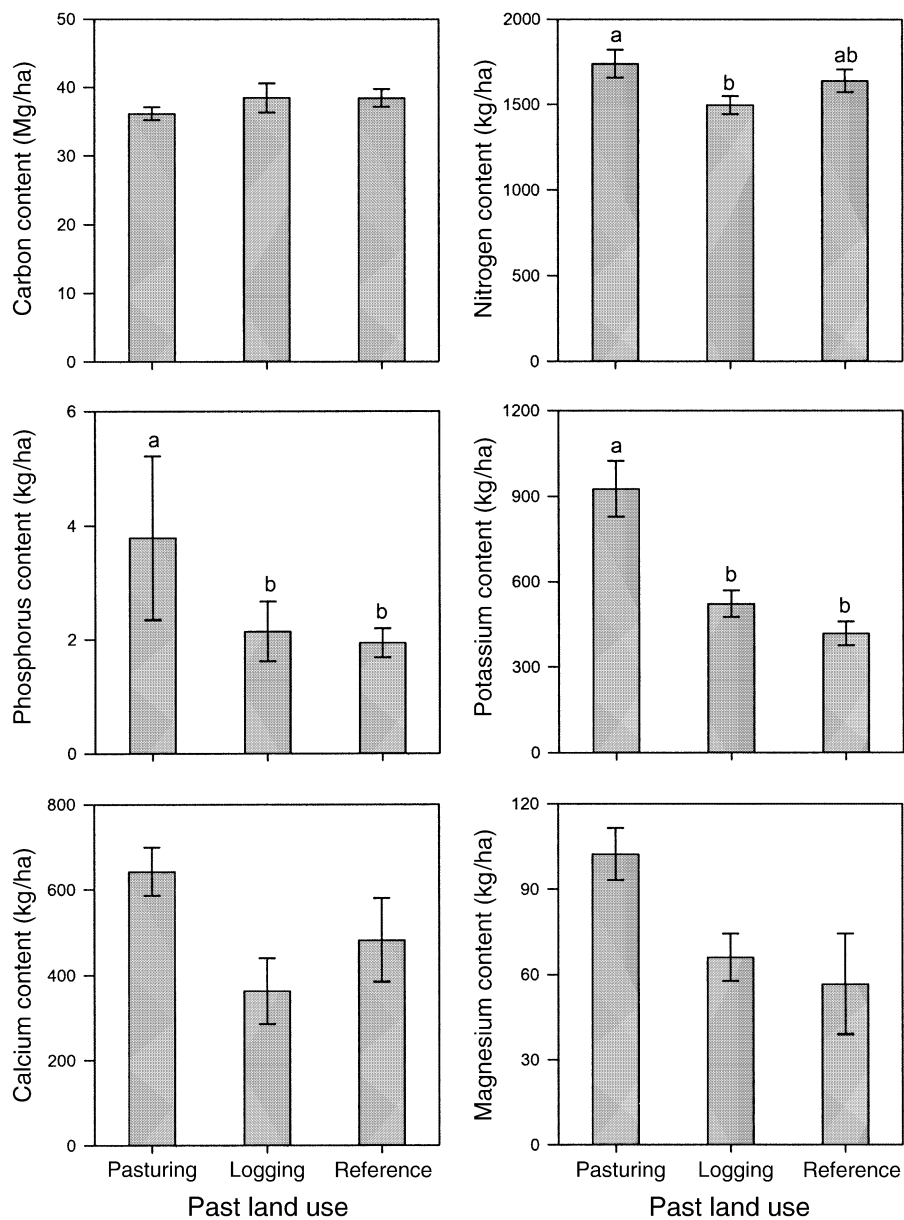 Carbon content (Mg/ha)
50
40
30
20
10
0
Nitrogen content (kg/ha)
2000
1500
1000
500
0
a
b
ab
Phosphorus content (kg/ha)
6
4
2
0
a
b
b
Potassium content (kg/ha)
1200
900
600
300
0
a
b
b
Calcium content (kg/ha)
800
600
400
200
0
Pasturing Logging Reference
Past land use
Magnesium content (kg/ha)
120
90
60
30
0
Pasturing Logging Reference
Past land use